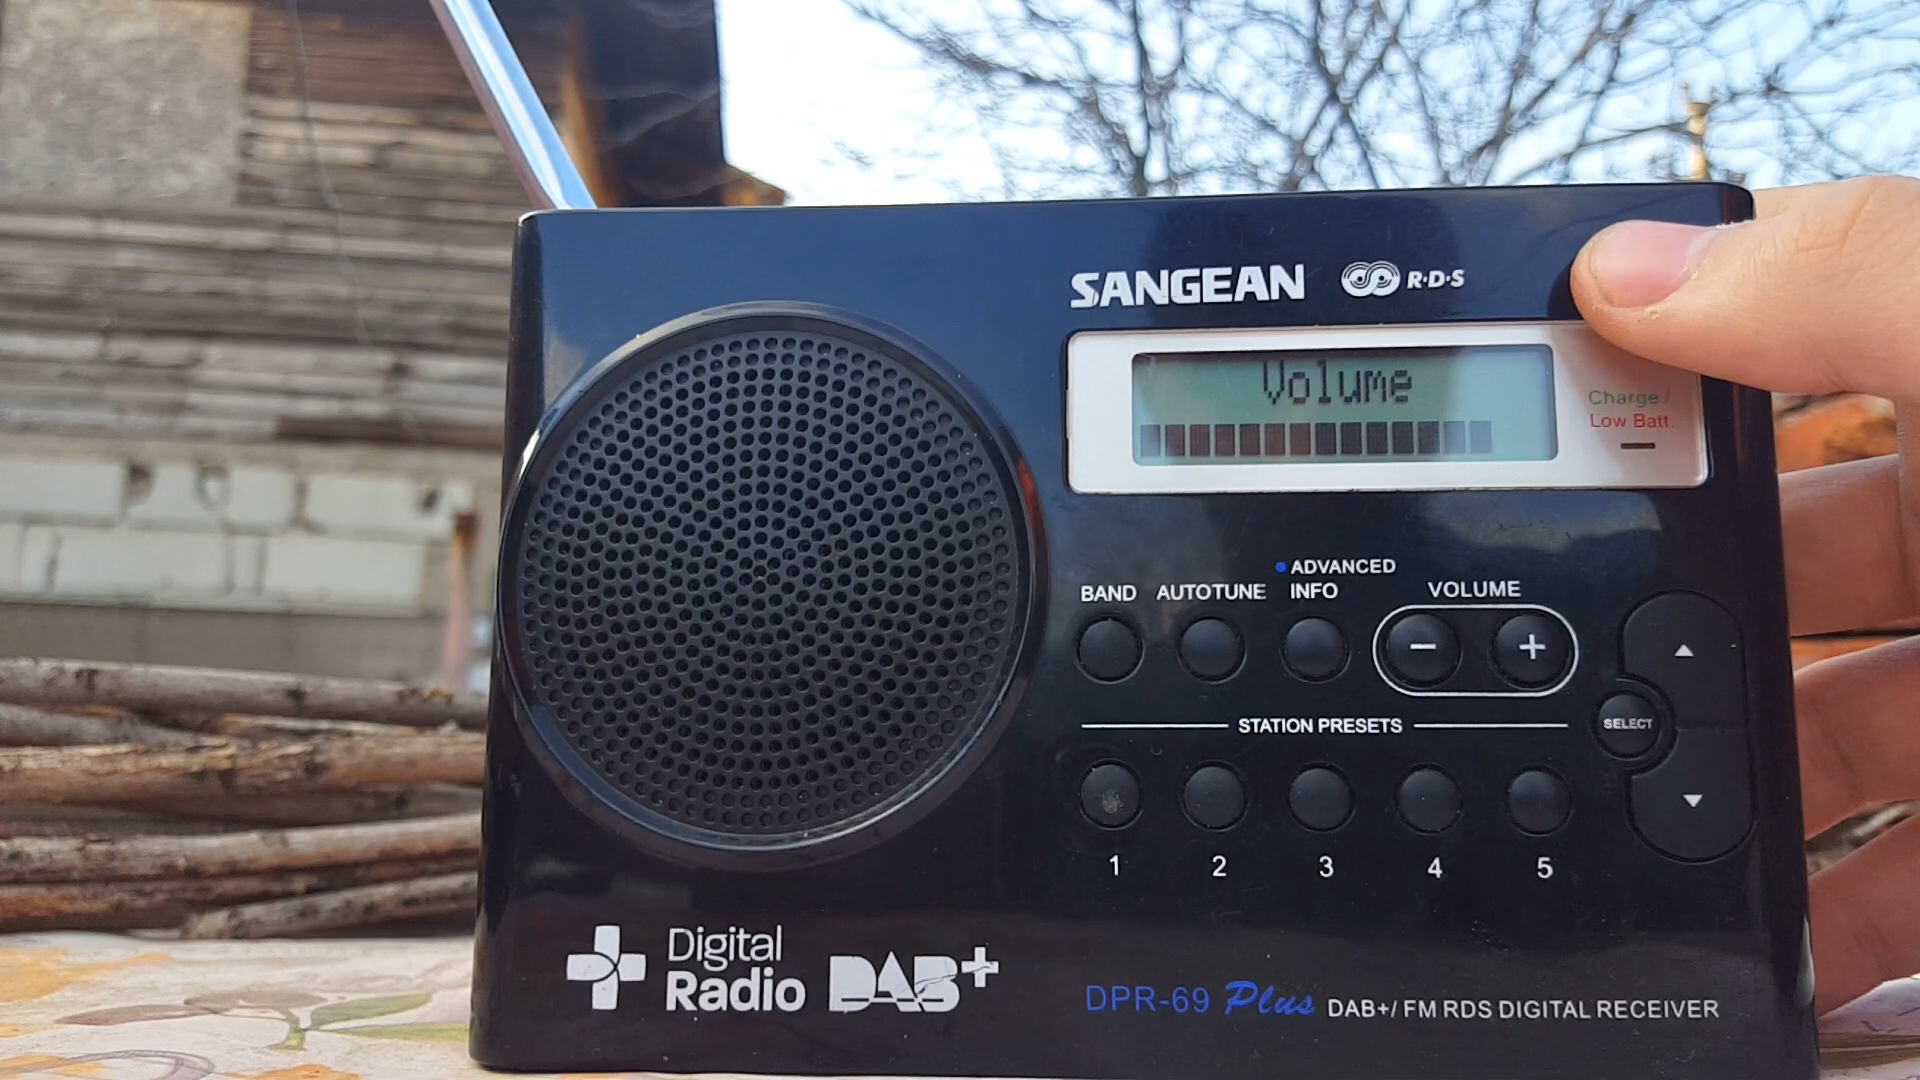 SANGEAN R·D·S
Volume
Charge /
Low Batt.
BAND AUTOTUNE ADVANCED
INFO
VOLUME
− +
STATION PRESETS
SELECT
1 2 3 4 5
Digital
Radio DAB+
DPR-69 Plus DAB+/ FM RDS DIGITAL RECEIVER